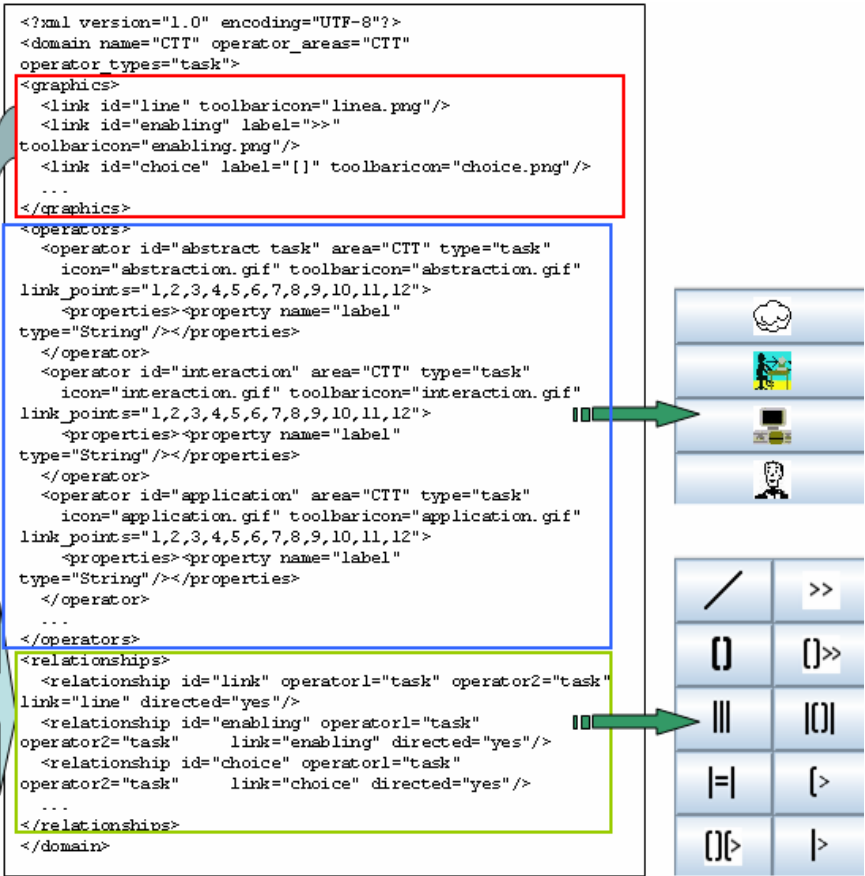 <?xml version="1.0" encoding="UTF-8"?>
<domain name="CTT" operator_areas="CTT"
operator_types="task">
<graphics>
<link id="line" toolbaricon="linea.png"/>
<link id="enabling" label=">>"
toolbaricon="enabling.png"/>
<link id="choice" label="[]" toolbaricon="choice.png"/>
...
</graphics>
<operators>
<operator id="abstract task" area="CTT" type="task"
icon="abstraction.gif" toolbaricon="abstraction.gif"
link_points="1,2,3,4,5,6,7,8,9,10,11,12">
<properties><property name="label"
type="String"/></properties>
</operator>
<operator id="interaction" area="CTT" type="task"
icon="interaction.gif" toolbaricon="interaction.gif"
link_points="1,2,3,4,5,6,7,8,9,10,11,12">
<properties><property name="label"
type="String"/></properties>
</operator>
<operator id="application" area="CTT" type="task"
icon="application.gif" toolbaricon="application.gif"
link_points="1,2,3,4,5,6,7,8,9,10,11,12">
<properties><property name="label"
type="String"/></properties>
</operator>
...
</operators>
<relationships>
<relationship id="link" operator1="task" operator2="task"
link="line" directed="yes"/>
<relationship id="enabling" operator1="task"
operator2="task" link="enabling" directed="yes"/>
<relationship id="choice" operator1="task"
operator2="task" link="choice" directed="yes"/>
...
</relationships>
</domain>
/ >>
[] []>>
||| |[]|
|=| [>
[][> |>